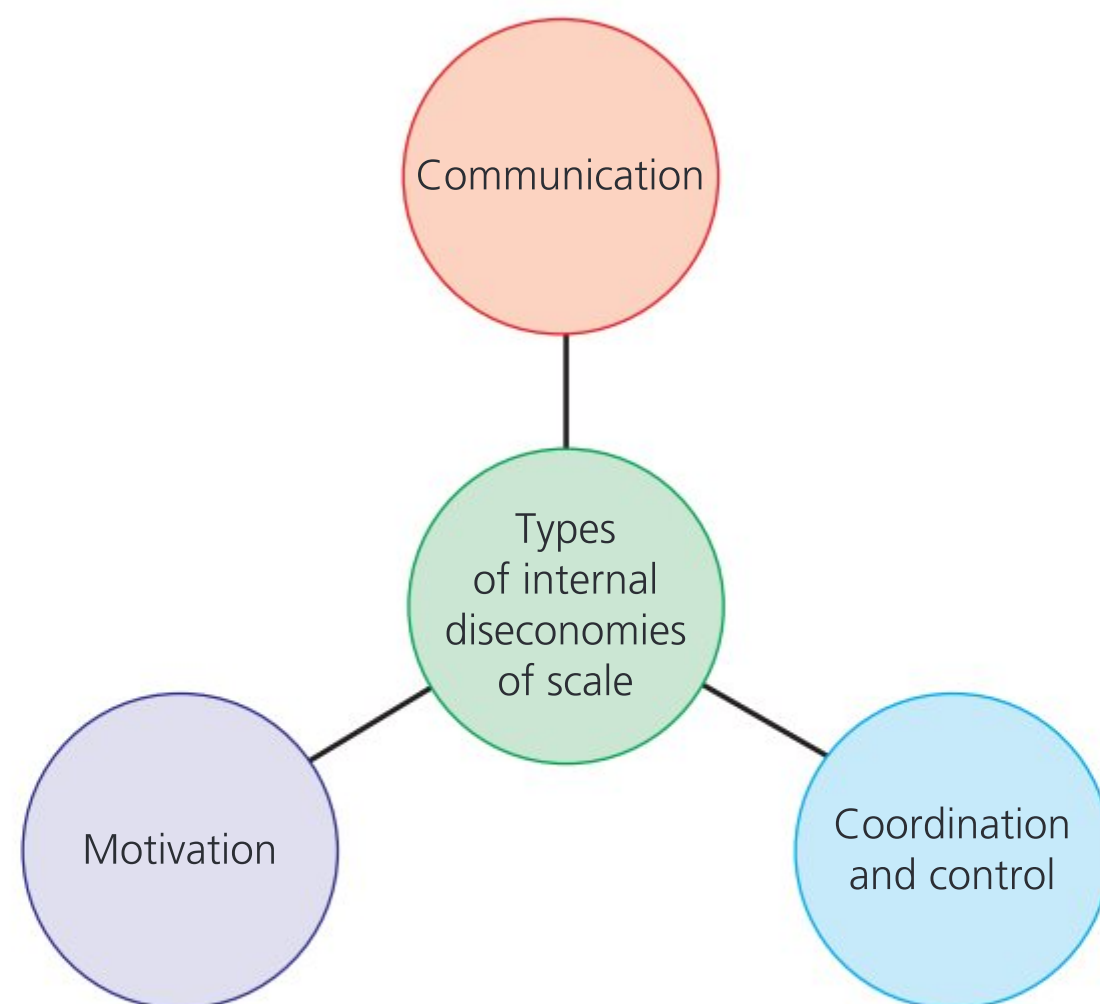 Communication
Types
of internal
diseconomies
of scale
Motivation
Coordination
and control